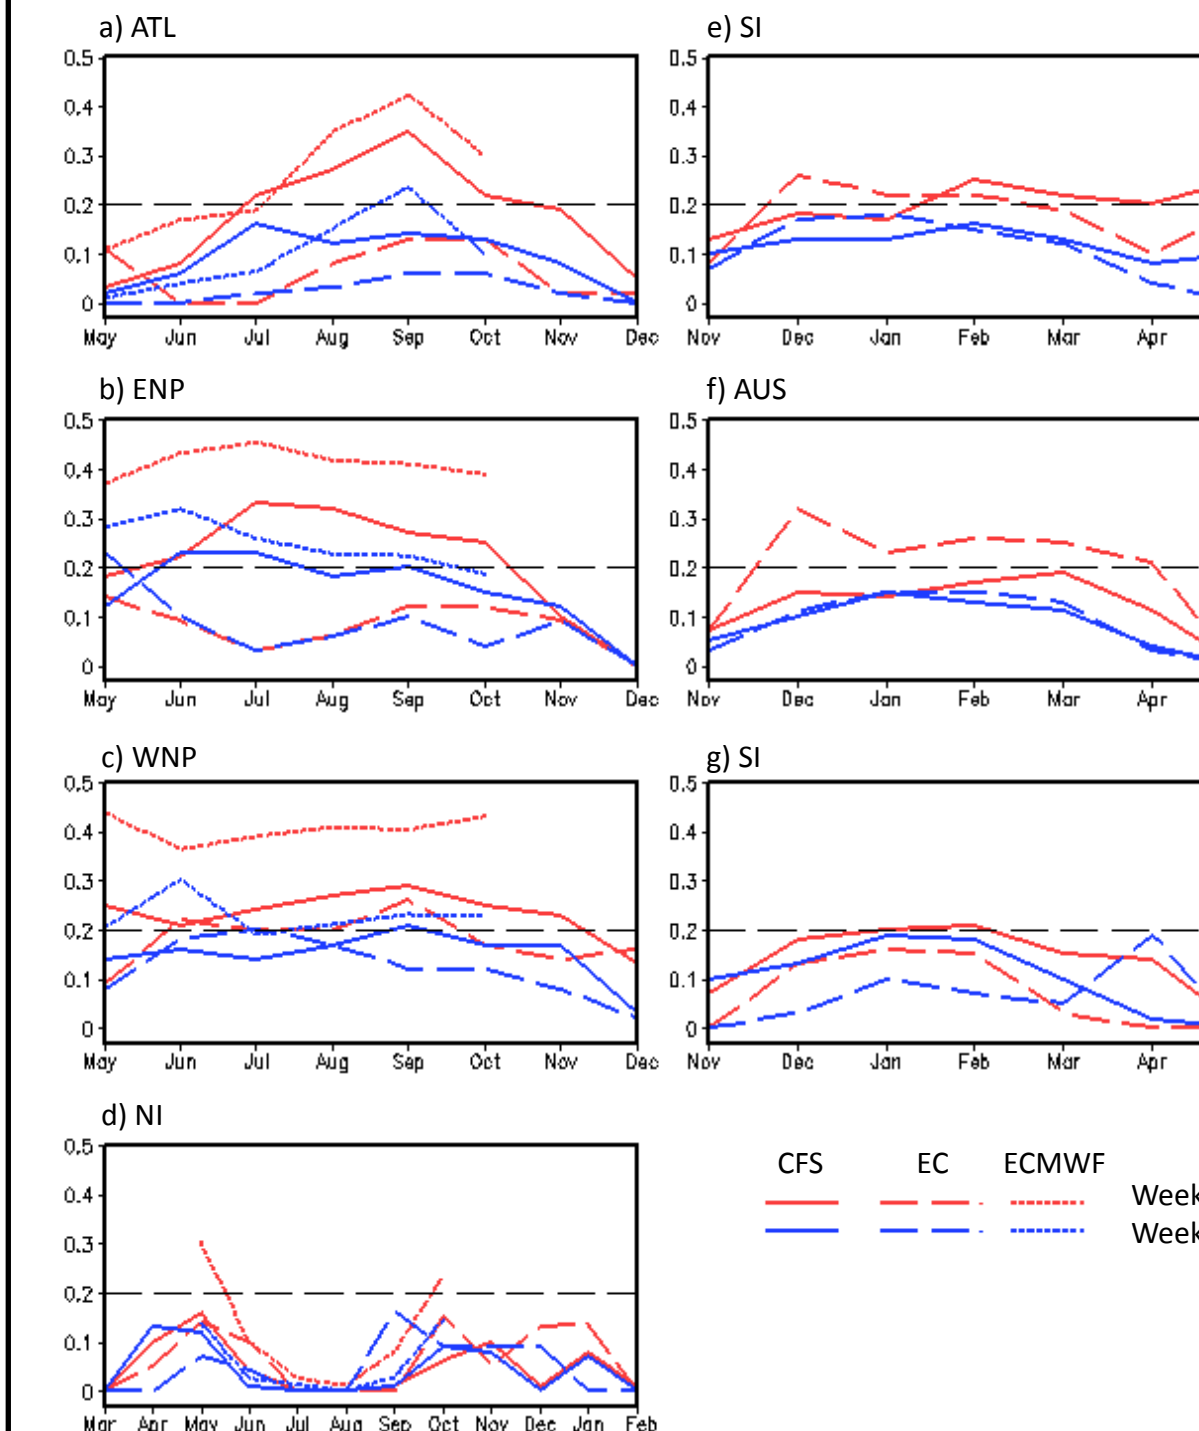 a) ATL
0.5
0.4
0.3
0.2
0.1
0
May Jun Jul Aug Sep Oct Nov Dec
b) ENP
0.5
0.4
0.3
0.2
0.1
0
May Jun Jul Aug Sep Oct Nov Dec
c) WNP
0.5
0.4
0.3
0.2
0.1
0
May Jun Jul Aug Sep Oct Nov Dec
d) NI
0.5
0.4
0.3
0.2
0.1
0
Mar Apr May Jun Jul Aug Sep Oct Nov Dec Jan Feb
e) SI
0.5
0.4
0.3
0.2
0.1
0
Nov Dec Jan Feb Mar Apr
f) AUS
0.5
0.4
0.3
0.2
0.1
0
Nov Dec Jan Feb Mar Apr
g) SI
0.5
0.4
0.3
0.2
0.1
0
Nov Dec Jan Feb Mar Apr
CFS EC ECMWF
Week
Week